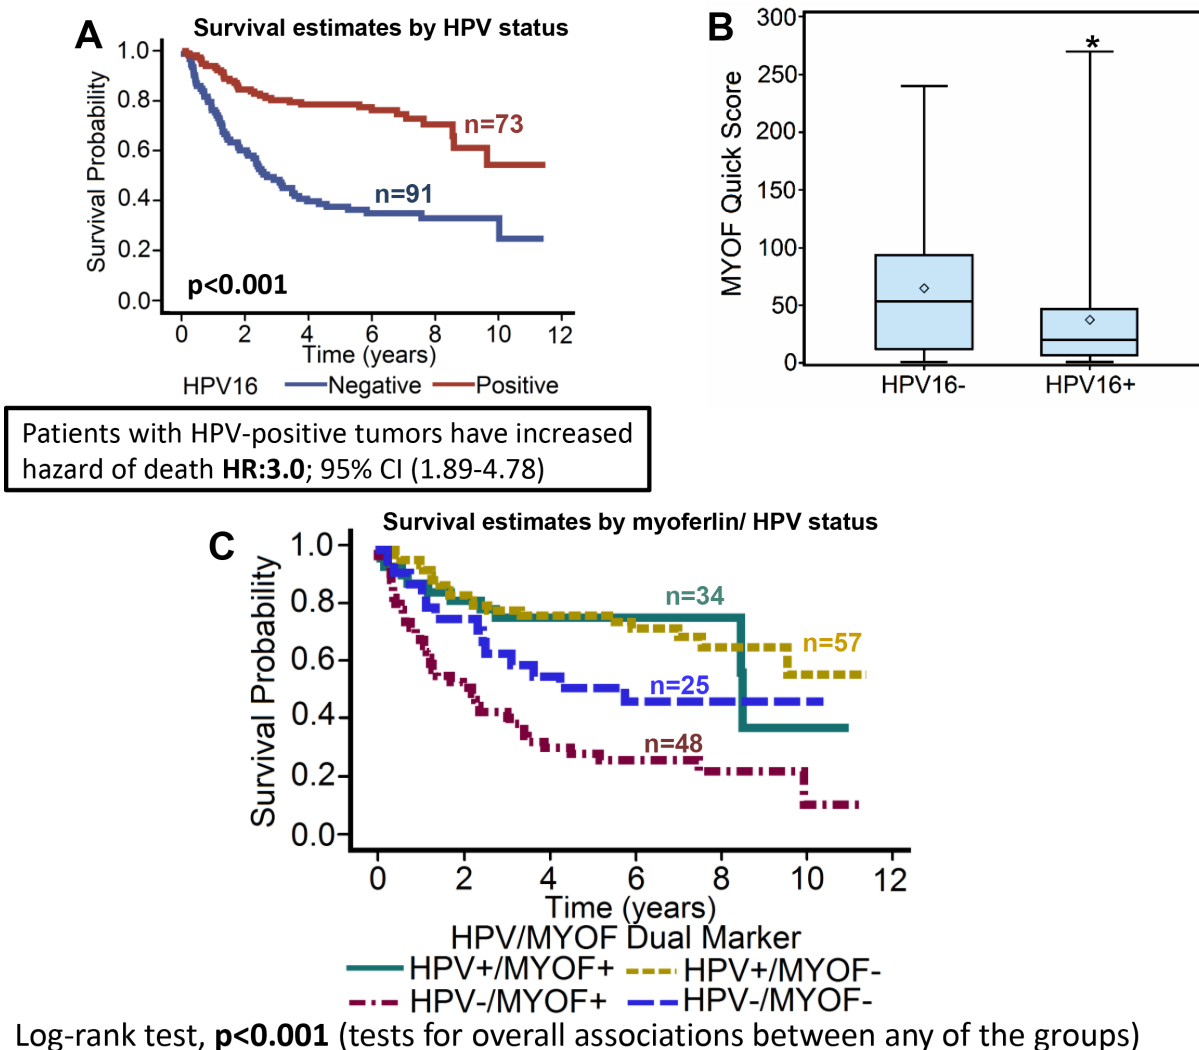 A
Survival estimates by HPV status
Survival Probability
1.0
0.8
0.6
0.4
0.2
0.0
n=73
n=91
p<0.001
0 2 4 6 8 10 12
Time (years)
HPV16 Negative Positive
B
MYOF Quick Score
300
250
200
150
100
50
0
*
HPV16- HPV16+
Patients with HPV-positive tumors have increased
hazard of death HR:3.0; 95% CI (1.89-4.78)
C
Survival estimates by myoferlin/ HPV status
Survival Probability
1.0
0.8
0.6
0.4
0.2
0.0
n=34
n=57
n=25
n=48
0 2 4 6 8 10 12
Time (years)
HPV/MYOF Dual Marker
HPV+/MYOF+ HPV+/MYOF-
HPV-/MYOF+ HPV-/MYOF-
Log-rank test, p<0.001 (tests for overall associations between any of the groups)